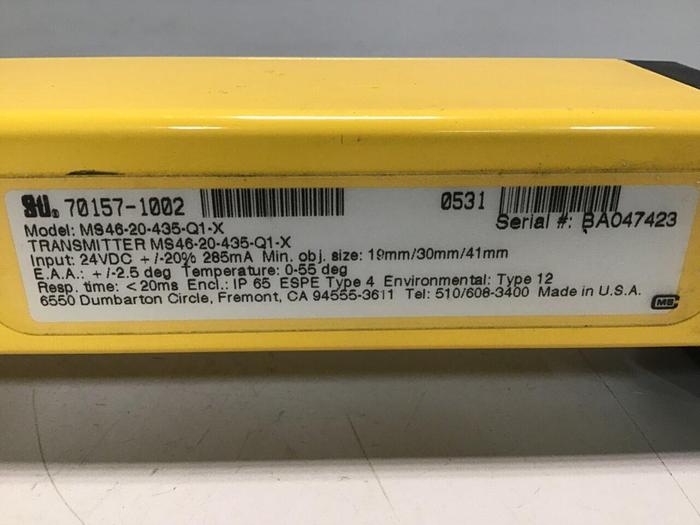 70157-1002
0531
Serial #: BA047423
Model: MS46-20-435-Q1-X
TRANSMITTER MS46-20-435-Q1-X
Input: 24VDC +/-20% 285mA Min. obj. size: 19mm/30mm/41mm
E.A.A.: +/-2.5 deg Temperature: 0-55 deg
Resp. time: <20ms Encl.: IP 65 ESPE Type 4 Environmental: Type 12
6550 Dumbarton Circle, Fremont, CA 94555-3611 Tel: 510/608-3400 Made in U.S.A.